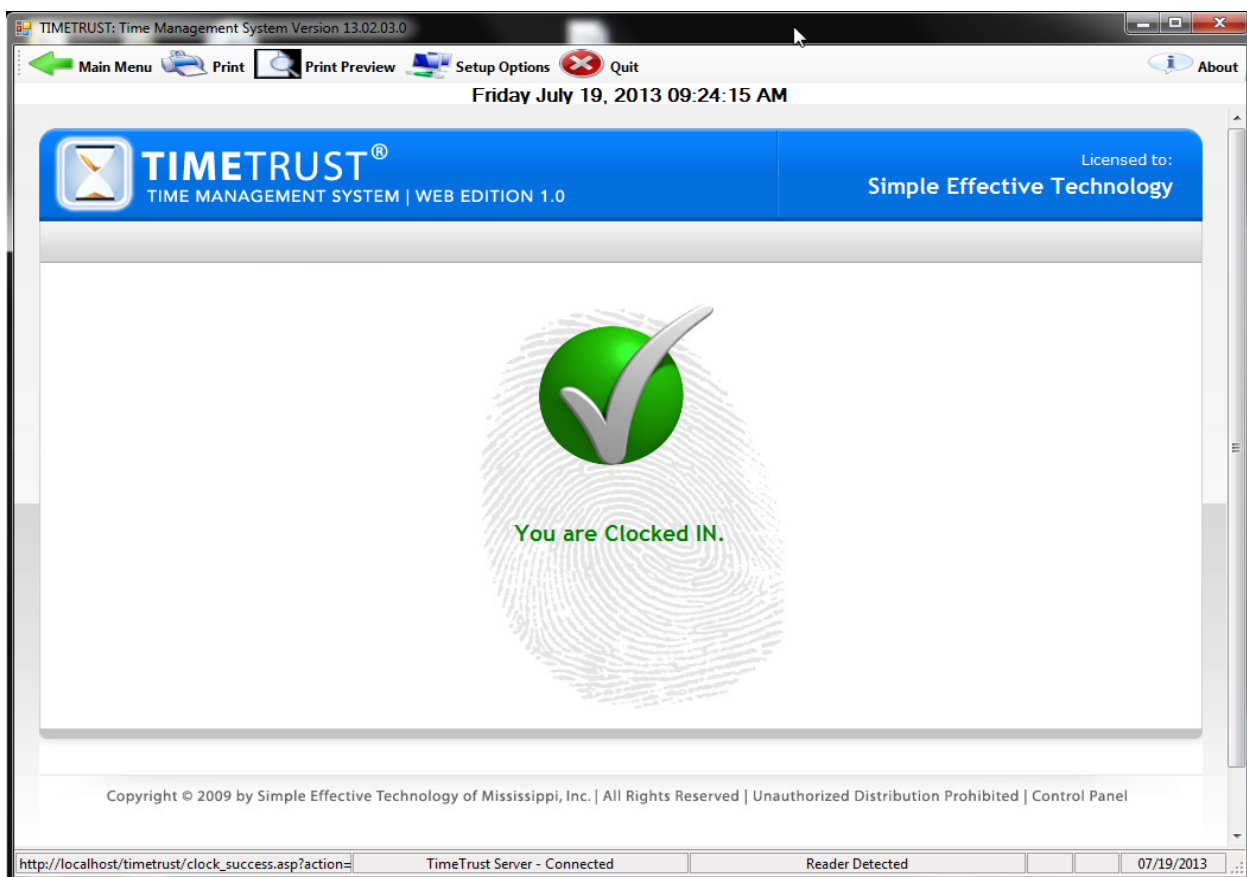 TIMETRUST: Time Management System Version 13.02.03.0
Main Menu Print Print Preview Setup Options Quit About
Friday July 19, 2013 09:24:15 AM
TIMETRUST®
TIME MANAGEMENT SYSTEM | WEB EDITION 1.0
Licensed to:
Simple Effective Technology
You are Clocked IN.
Copyright © 2009 by Simple Effective Technology of Mississippi, Inc. | All Rights Reserved | Unauthorized Distribution Prohibited | Control Panel
http://localhost/timetrust/clock_success.asp?action= TimeTrust Server - Connected Reader Detected 07/19/2013